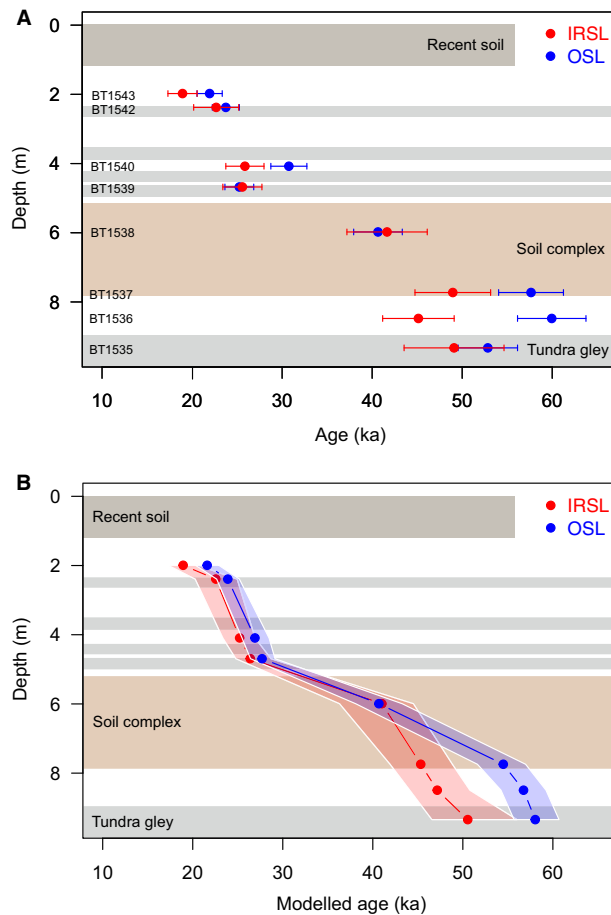 A
IRSL
OSL
Recent soil
BT1543
BT1542
BT1540
BT1539
BT1538
Soil complex
BT1537
BT1536
BT1535
Tundra gley
0
2
4
6
8
Depth (m)
10
20
30
40
50
60
Age (ka)
B
IRSL
OSL
Recent soil
Soil complex
Tundra gley
0
2
4
6
8
Depth (m)
10
20
30
40
50
60
Modelled age (ka)